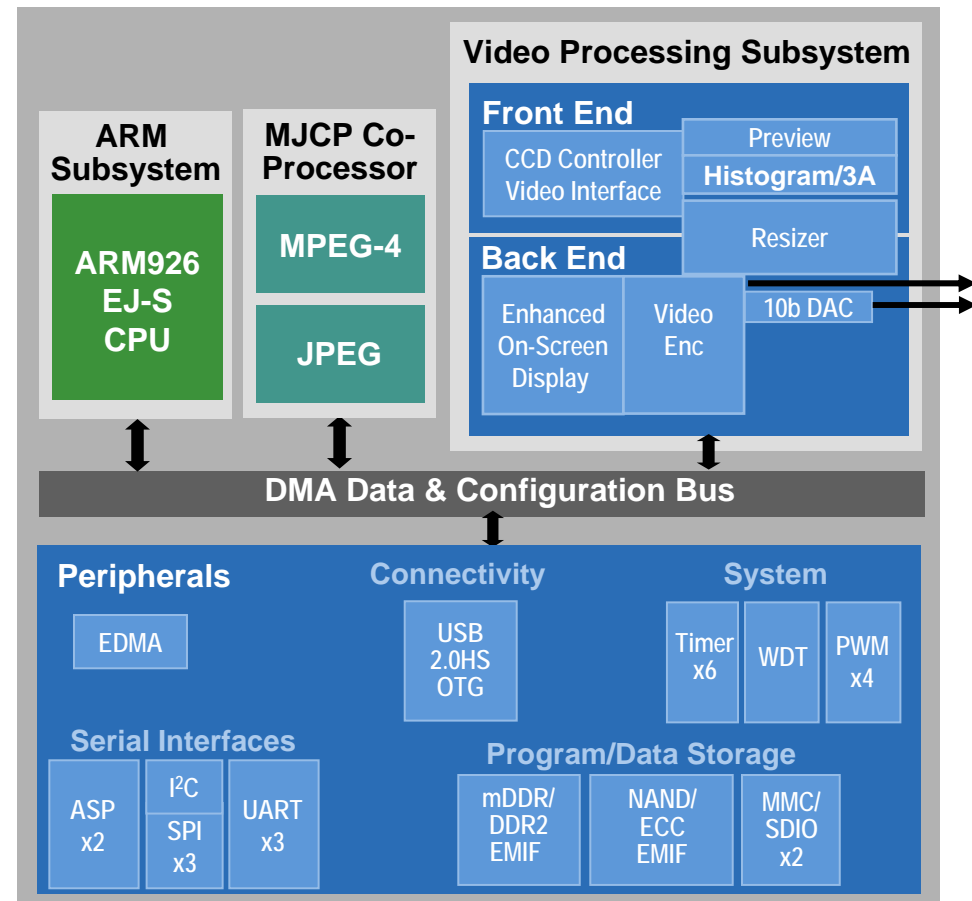 Video Processing Subsystem
ARM
Subsystem
ARM926
EJ-S
CPU
MJCP Co-
Processor
MPEG-4
JPEG
Front End
CCD Controller
Video Interface
Preview
Histogram/3A
Resizer
Back End
Enhanced
On-Screen
Display
Video
Enc
10b DAC
DMA Data & Configuration Bus
Peripherals
EDMA
Connectivity
USB
2.0HS
OTG
System
Timer
x6
WDT
PWM
x4
Serial Interfaces
ASP
x2
I²C
SPI
x3
UART
x3
Program/Data Storage
mDDR/
DDR2
EMIF
NAND/
ECC
EMIF
MMC/
SDIO
x2